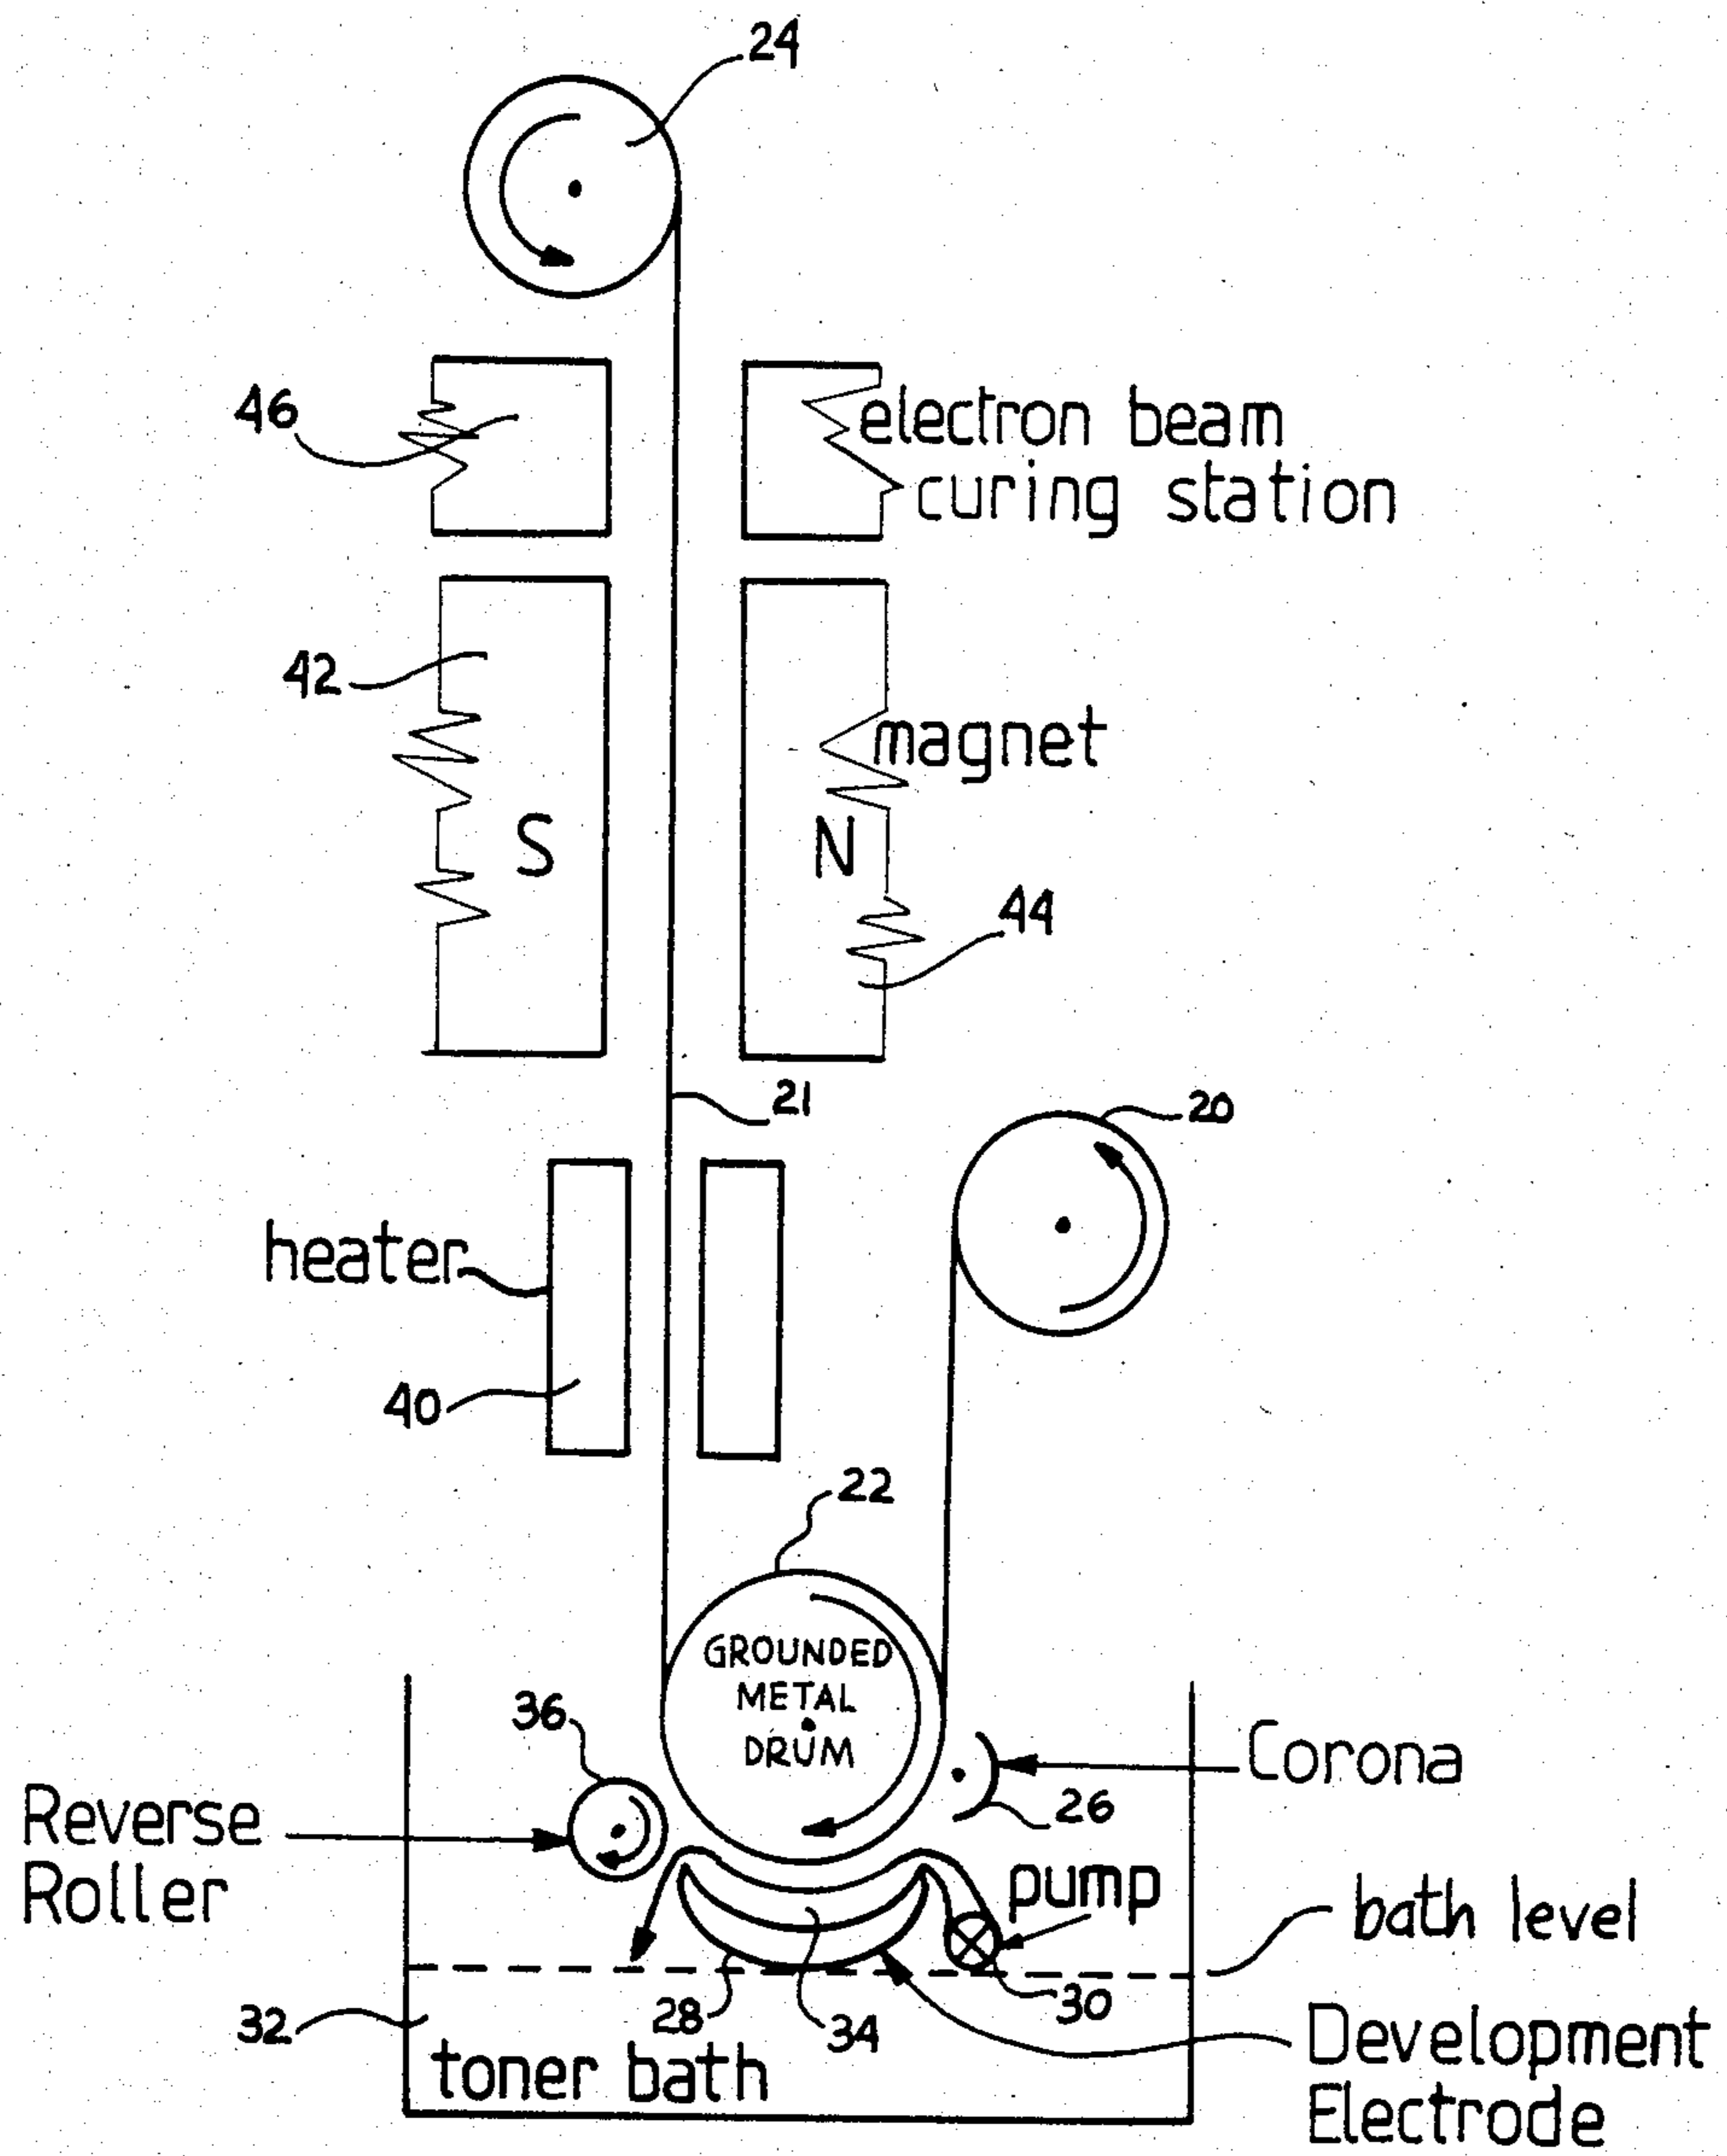 24
46
electron beam
curing station
42
magnet
S
N
44
21
20
heater
40
22
GROUNDED
METAL
DRUM
36
Corona
26
Reverse
Roller
pump
bath level
30
28
34
32
toner bath
Development
Electrode